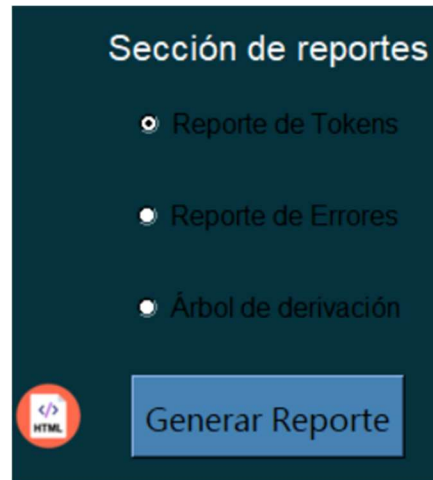 Sección de reportes
Reporte de Tokens
Reporte de Errores
Árbol de derivación
</>
HTML
Generar Reporte